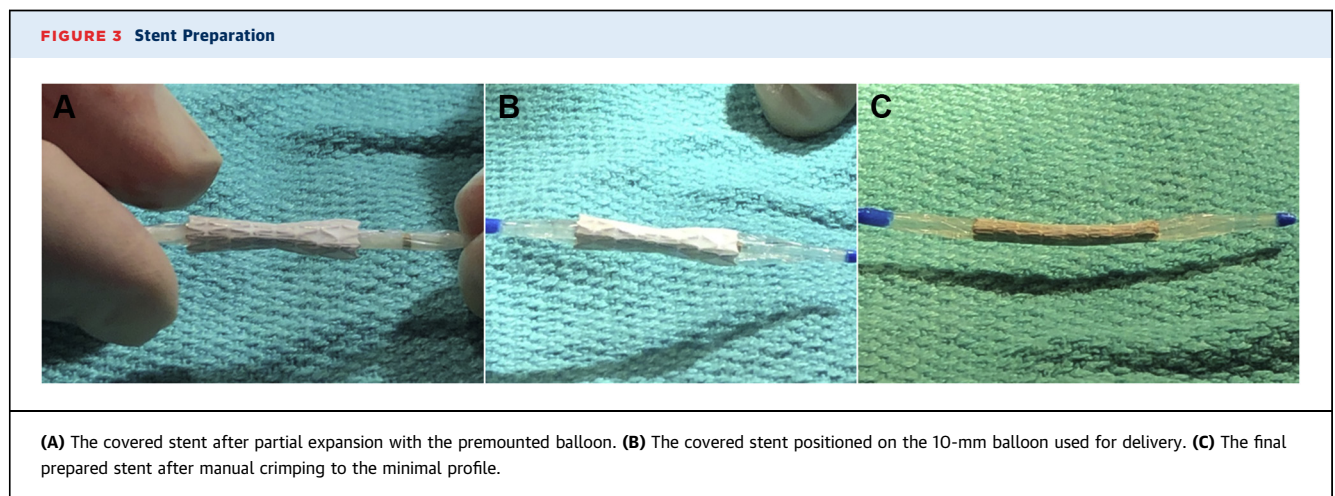 FIGURE 3 Stent Preparation
A B C
(A) The covered stent after partial expansion with the premounted balloon. (B) The covered stent positioned on the 10-mm balloon used for delivery. (C) The final
prepared stent after manual crimping to the minimal profile.